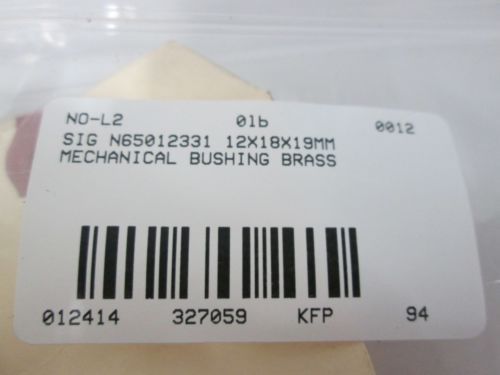 NO-L2 01b 0012
SIG N65012331 12X18X19MM
MECHANICAL BUSHING BRASS
012414 327059 KFP 94